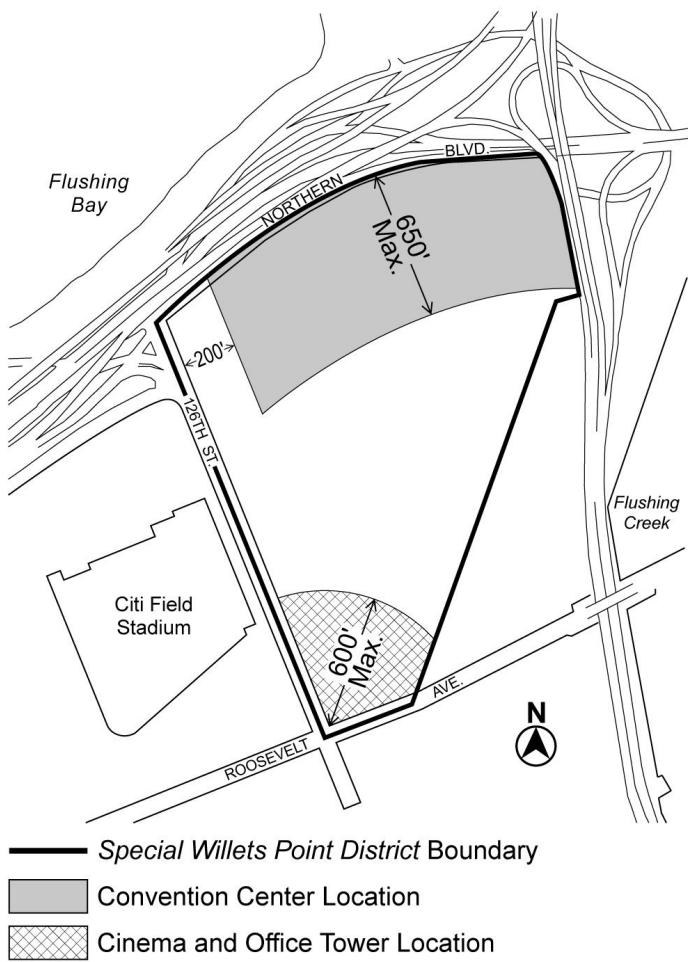 Flushing
Bay
NORTHERN
BLVD.
650'
Max.
200'
126TH ST.
Flushing
Creek
Citi Field
Stadium
600'
Max.
AVE.
ROOSEVELT
N
Special Willets Point District Boundary
Convention Center Location
Cinema and Office Tower Location